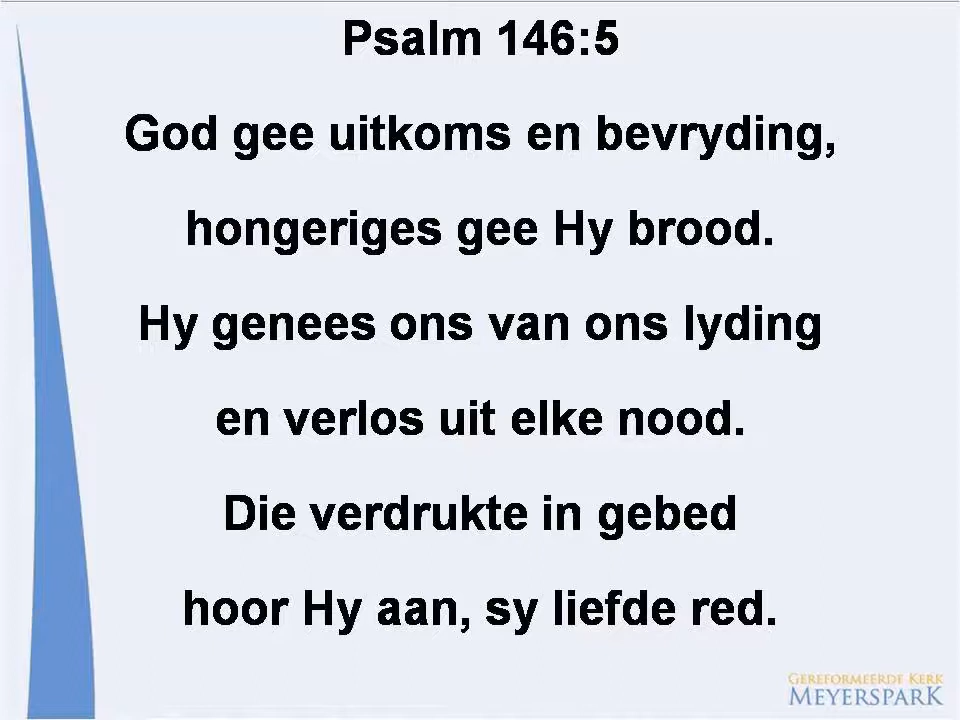 Psalm 146:5
God gee uitkoms en bevryding,
hongeriges gee Hy brood.
Hy genees ons van ons lyding
en verlos uit elke nood.
Die verdrukte in gebed
hoor Hy aan, sy liefde red.
GEREFORMEERDE KERK
MEYERSPARK